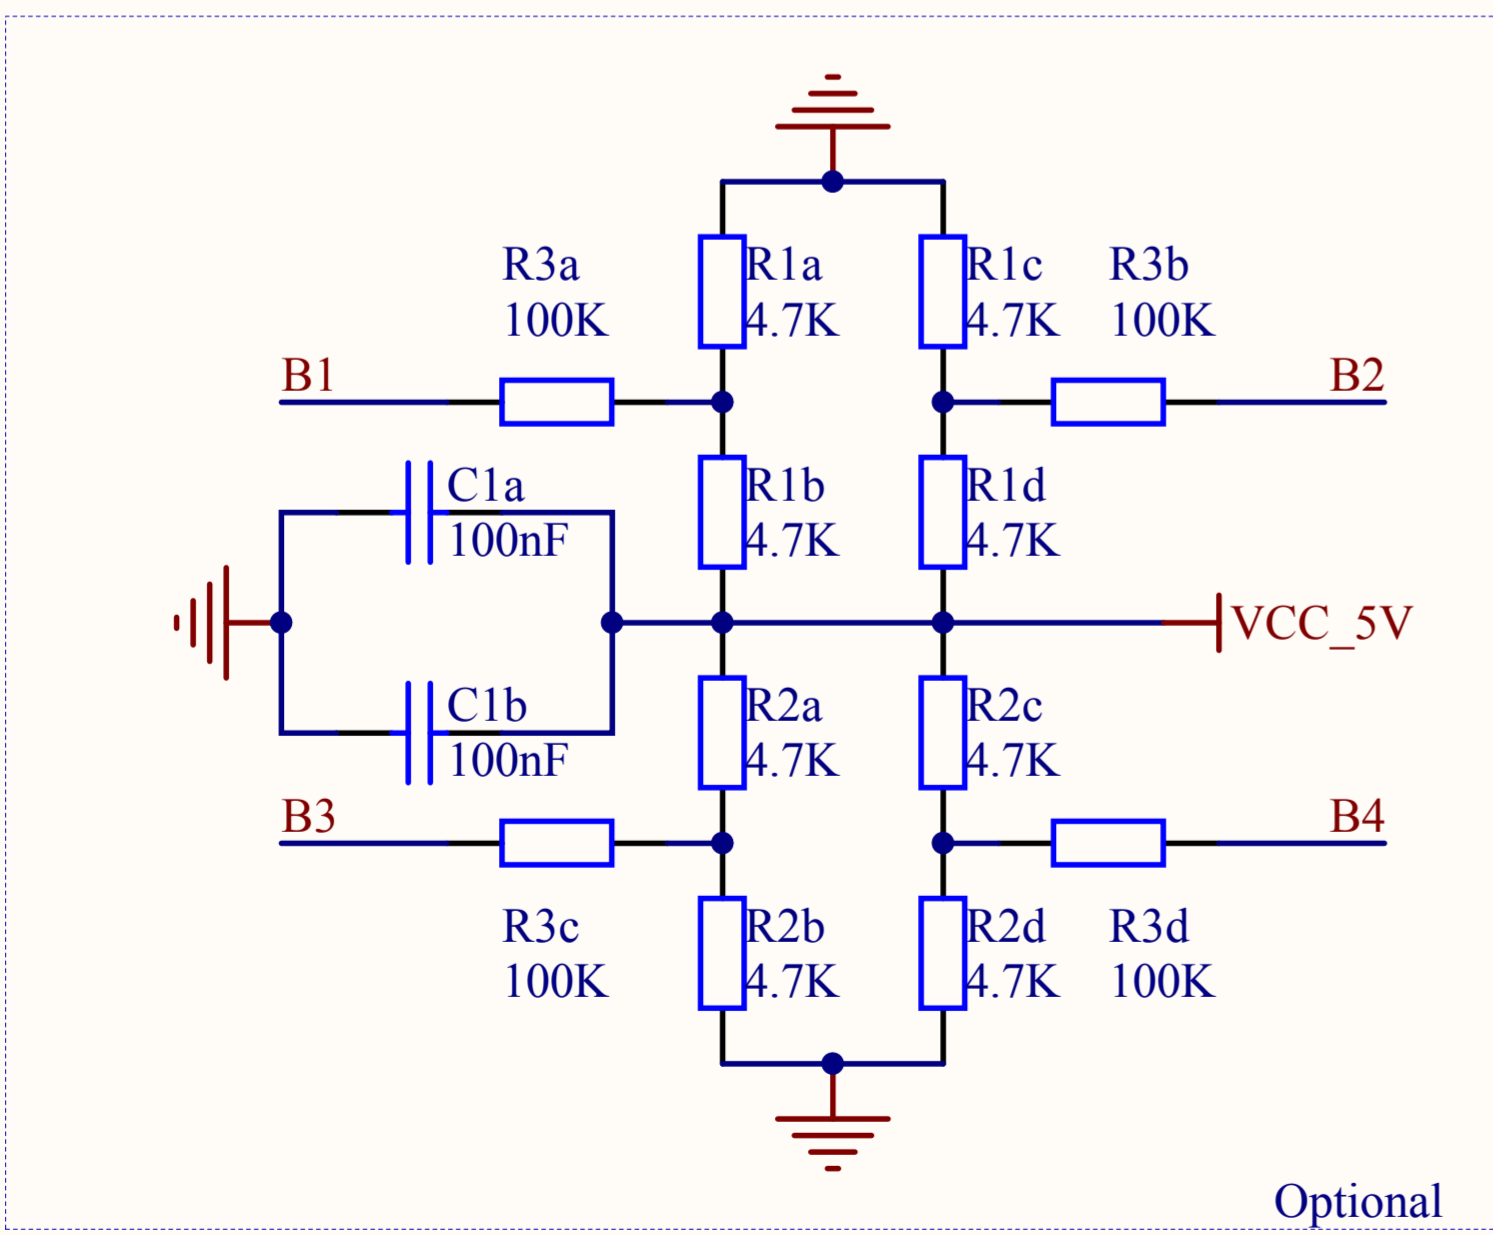 R3a
100K
R1a
4.7K
R1c
4.7K
R3b
100K
B1
B2
C1a
100nF
R1b
4.7K
R1d
4.7K
VCC_5V
C1b
100nF
R2a
4.7K
R2c
4.7K
B3
B4
R3c
100K
R2b
4.7K
R2d
4.7K
R3d
100K
Optional